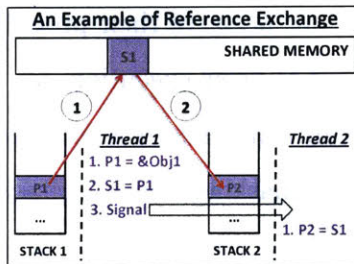 An Example of Reference Exchange
S1
SHARED MEMORY
1
2
Thread 1
Thread 2
1. P1 = &Obj1
P1
2. S1 = P1
P2
3. Signal
...
...
1. P2 = S1
STACK 1
STACK 2